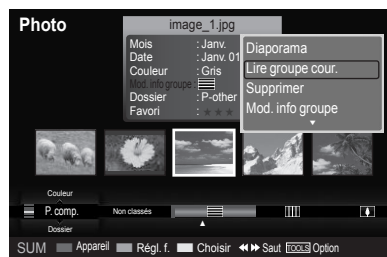 Photo
image_1.jpg
Mois : Janv.
Date : Janv. 01
Couleur : Gris
Mod. info groupe :
Dossier : P-other
Favori : ★ ★ ★
Diaporama
Lire groupe cour.
Supprimer
Mod. info groupe
Couleur
P. comp.
Non classés
Dossier
SUM Appareil Régl. f. Choisir Saut TOOLS Option